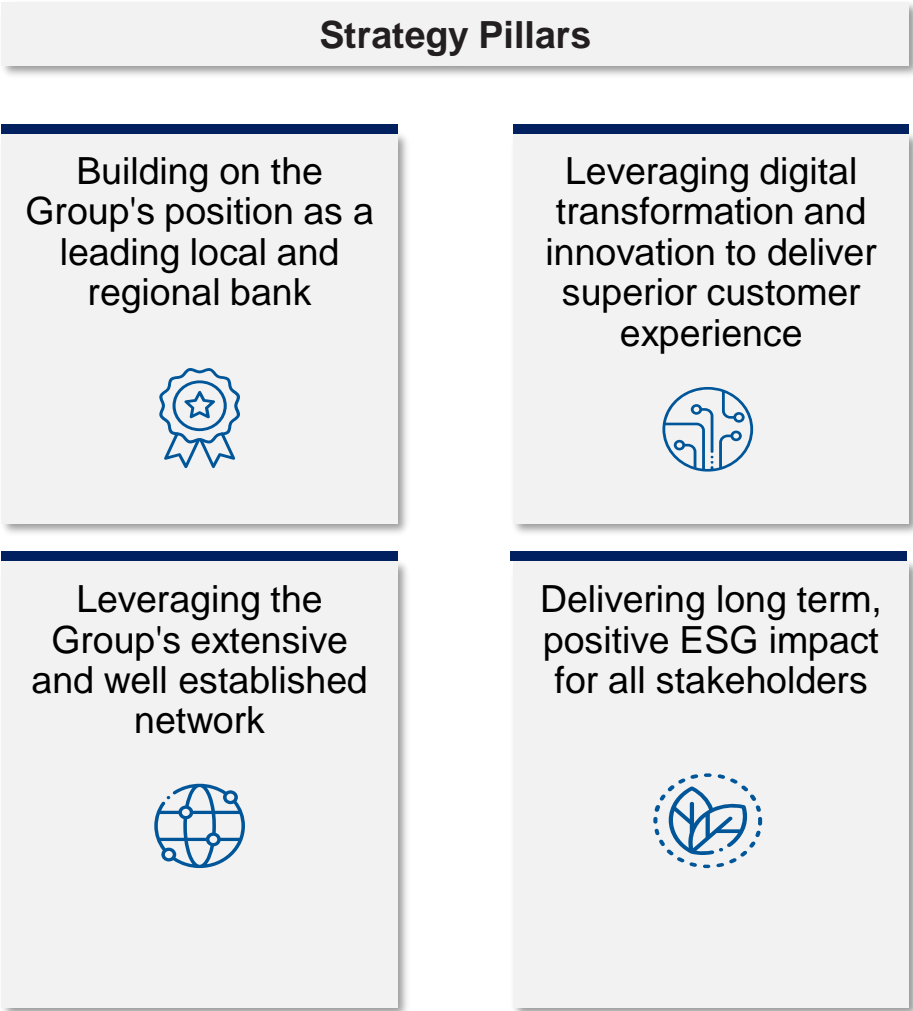 Strategy Pillars
Building on the
Group's position as a
leading local and
regional bank
Leveraging digital
transformation and
innovation to deliver
superior customer
experience
Leveraging the
Group's extensive
and well established
network
Delivering long term,
positive ESG impact
for all stakeholders